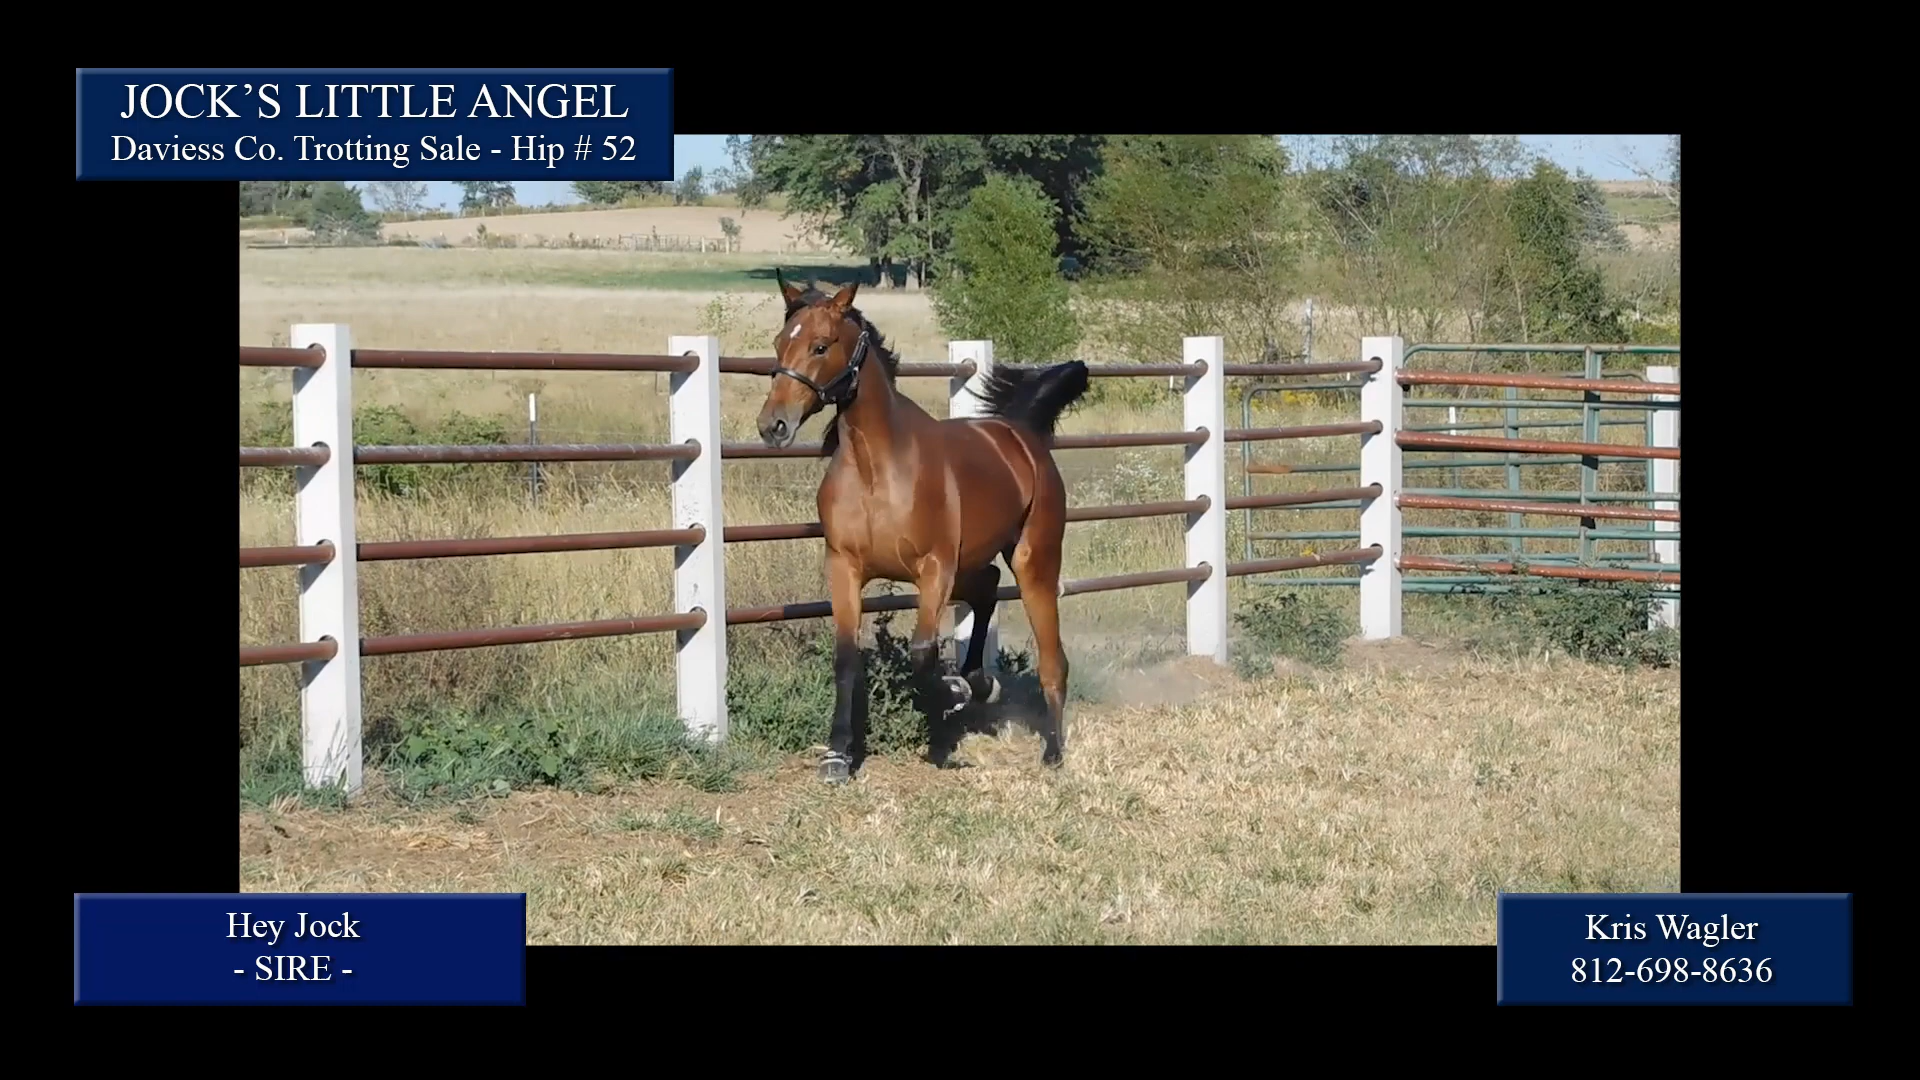 JOCK’S LITTLE ANGEL
Daviess Co. Trotting Sale - Hip # 52
Hey Jock
- SIRE -
Kris Wagler
812-698-8636